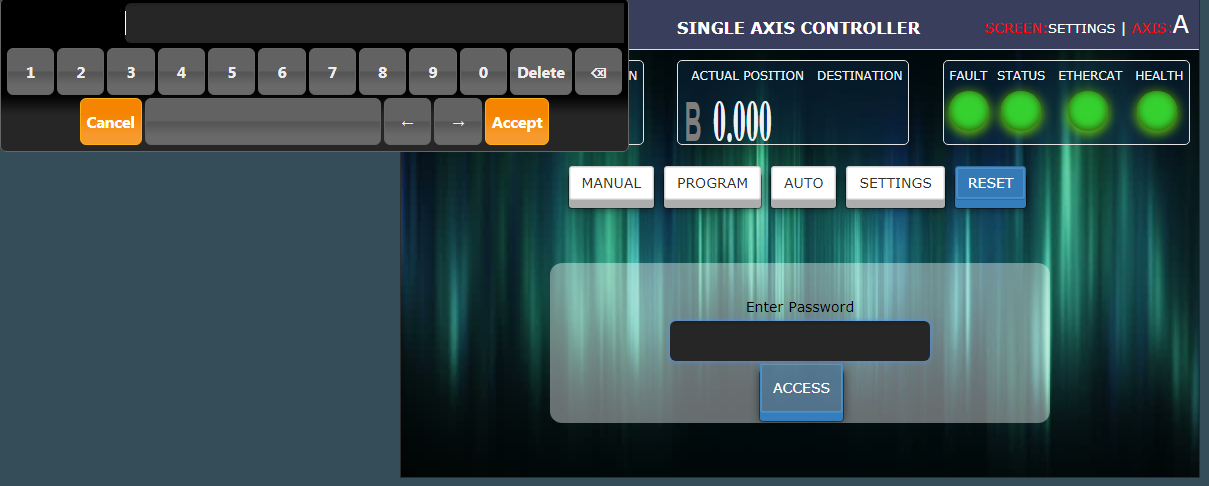 SINGLE AXIS CONTROLLER
SCREEN:SETTINGS | AXIS:A
1 2 3 4 5 6 7 8 9 0 Delete ⌫
Cancel ← → Accept
N
ACTUAL POSITION DESTINATION
B 0.000
FAULT STATUS ETHERCAT HEALTH
MANUAL PROGRAM AUTO SETTINGS RESET
Enter Password
ACCESS